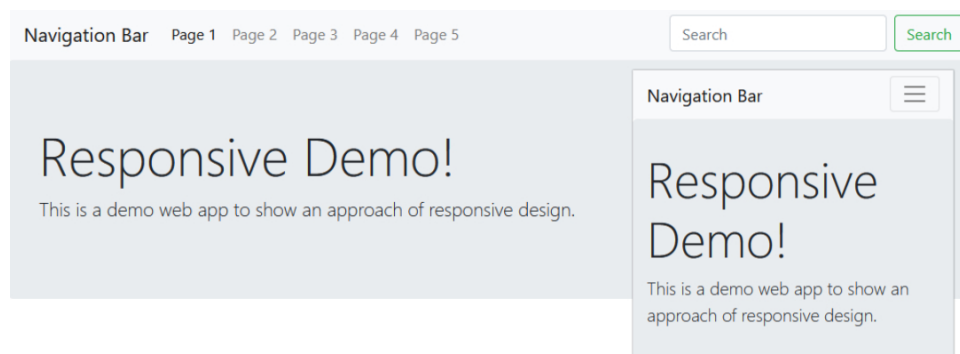 Navigation Bar Page 1 Page 2 Page 3 Page 4 Page 5 Search Search
Responsive Demo!
This is a demo web app to show an approach of responsive design.
Navigation Bar
Responsive
Demo!
This is a demo web app to show an
approach of responsive design.